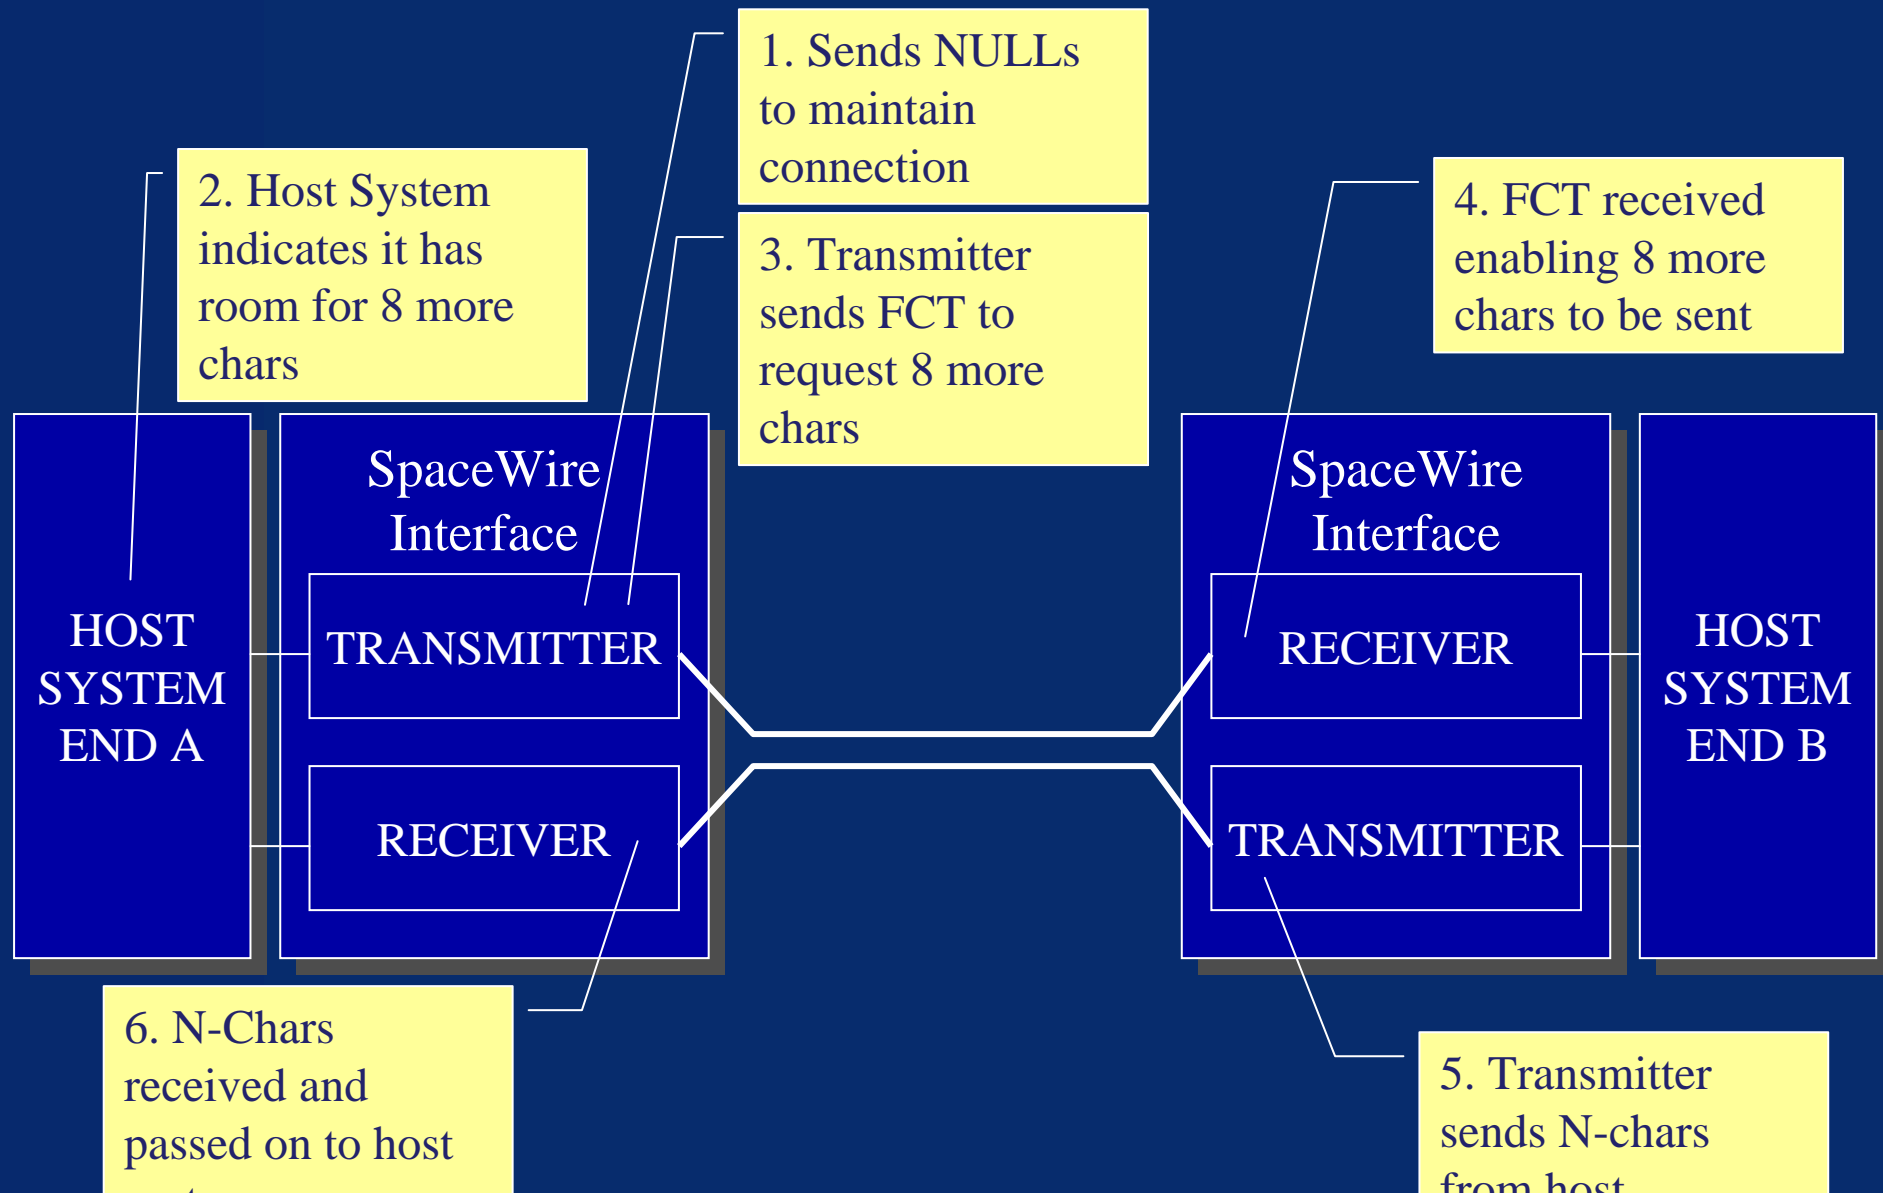 1. Sends NULLs
to maintain
connection
2. Host System
indicates it has
room for 8 more
chars
3. Transmitter
sends FCT to
request 8 more
chars
4. FCT received
enabling 8 more
chars to be sent
SpaceWire
Interface
SpaceWire
Interface
HOST
SYSTEM
END A
TRANSMITTER
RECEIVER
RECEIVER
TRANSMITTER
HOST
SYSTEM
END B
6. N-Chars
received and
passed on to host
5. Transmitter
sends N-chars
from host